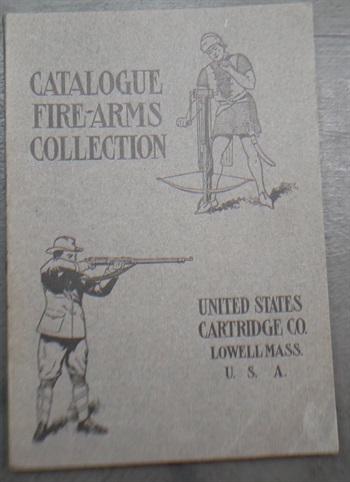 CATALOGUE
FIRE-ARMS
COLLECTION
UNITED STATES
CARTRIDGE CO.
LOWELL MASS.
U. S. A.